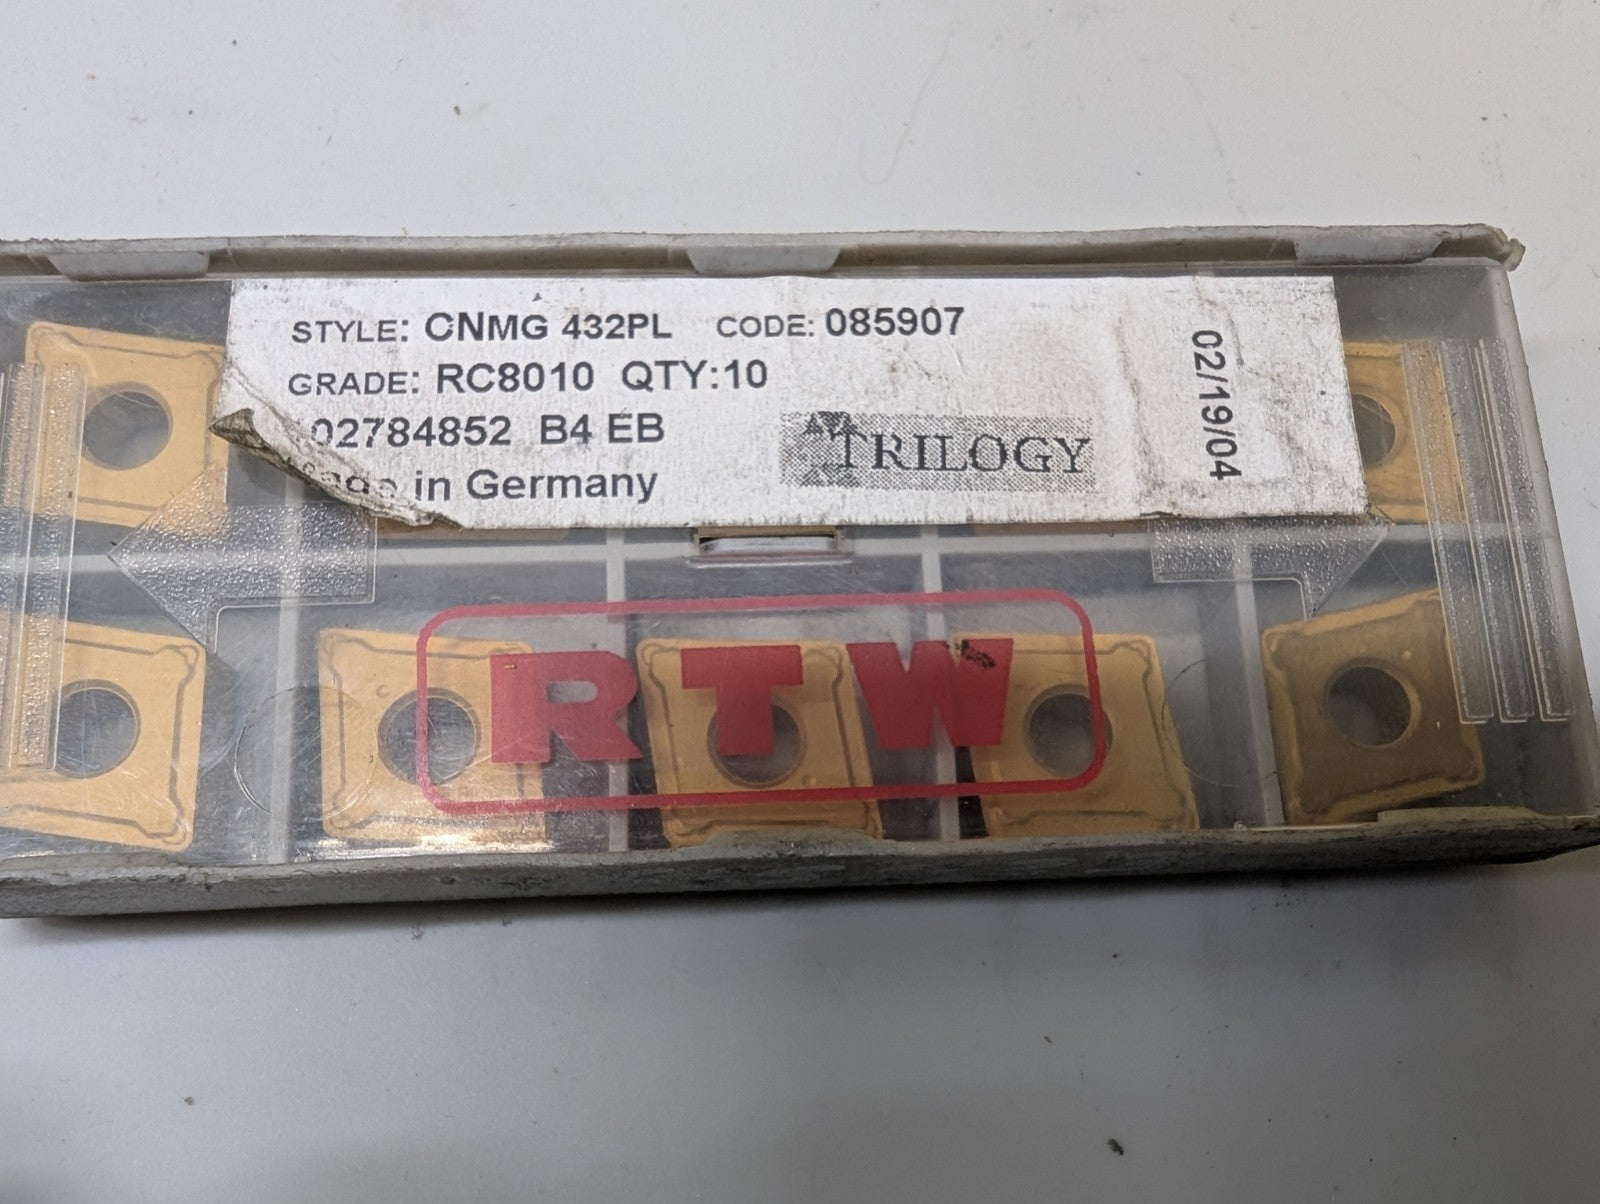 STYLE: CNMG 432PL CODE: 085907
GRADE: RC8010 QTY:10
02784852 B4 EB
Made in Germany
TRILOGY
02/19/04
RTW